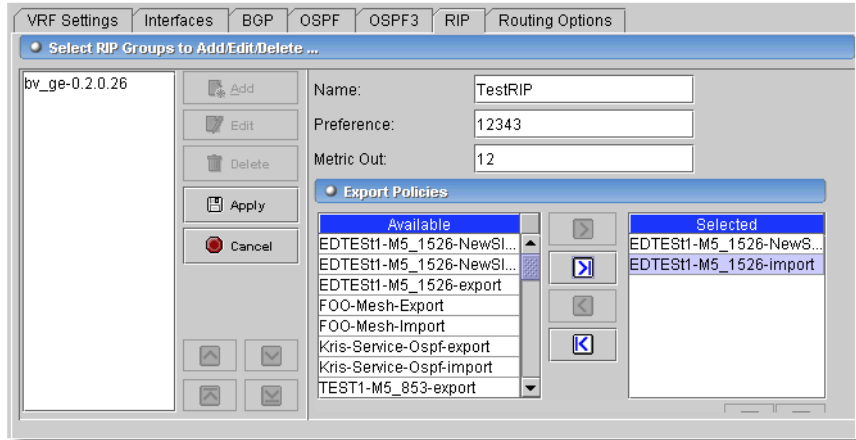 VRF Settings Interfaces BGP OSPF OSPF3 RIP Routing Options
Select RIP Groups to Add/Edit/Delete ...
bv_ge-0.2.0.26
Add
Edit
Delete
Apply
Cancel
Name: TestRIP
Preference: 12343
Metric Out: 12
Export Policies
Available
EDTESt1-M5_1526-NewSl...
EDTESt1-M5_1526-NewSl...
EDTESt1-M5_1526-export
FOO-Mesh-Export
FOO-Mesh-Import
Kris-Service-Ospf-export
Kris-Service-Ospf-import
TEST1-M5_853-export
Selected
EDTESt1-M5_1526-NewS...
EDTESt1-M5_1526-import